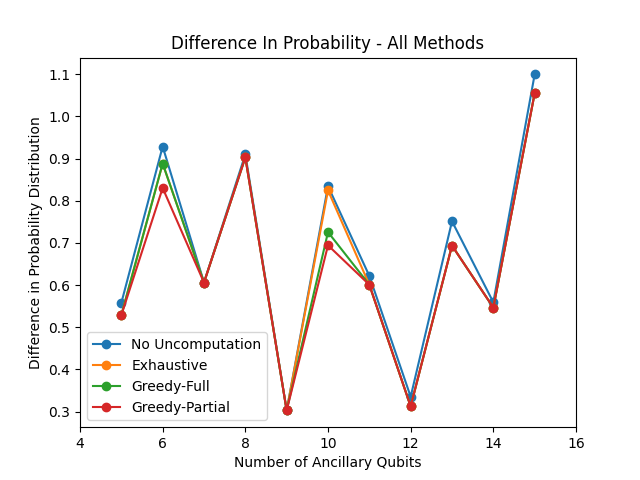 Difference In Probability - All Methods
Difference in Probability Distribution
1.1
1.0
0.9
0.8
0.7
0.6
0.5
0.4
0.3
No Uncomputation
Exhaustive
Greedy-Full
Greedy-Partial
4
6
8
10
12
14
16
Number of Ancillary Qubits